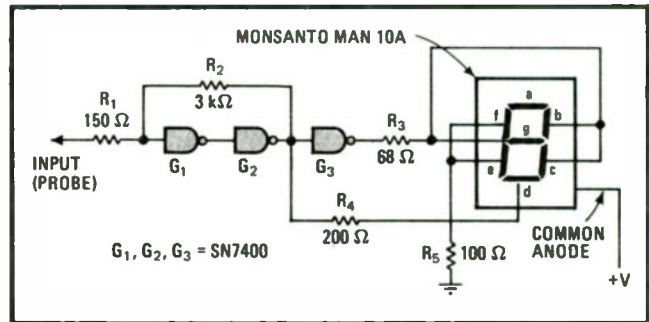 MONSANTO MAN 10A
R2
3 kΩ
R1
150 Ω
INPUT
(PROBE)
G1
G2
G3
R3
68 Ω
a
f
b
g
e
c
d
R4
200 Ω
G1, G2, G3 = SN7400
R5
100 Ω
COMMON
ANODE
+V